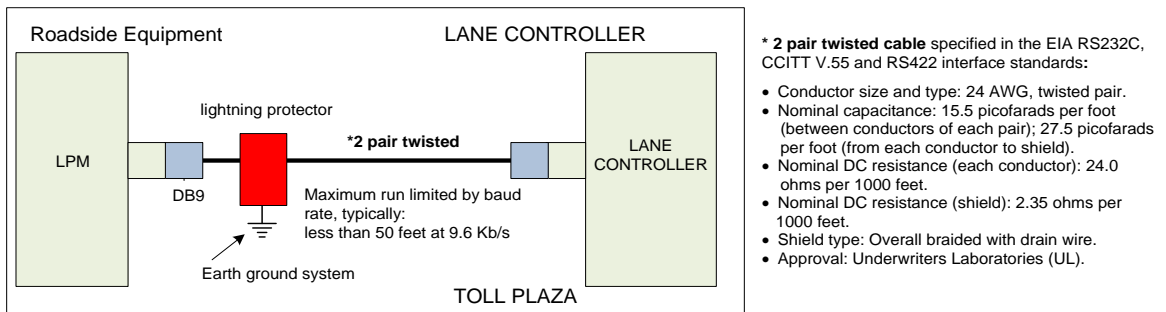 Roadside Equipment
LANE CONTROLLER
lightning protector
*2 pair twisted
LPM
DB9
LANE
CONTROLLER
Maximum run limited by baud
rate, typically:
less than 50 feet at 9.6 Kb/s
Earth ground system
TOLL PLAZA
* 2 pair twisted cable specified in the EIA RS232C,
CCITT V.55 and RS422 interface standards:
• Conductor size and type: 24 AWG, twisted pair.
• Nominal capacitance: 15.5 picofarads per foot
(between conductors of each pair); 27.5 picofarads
per foot (from each conductor to shield).
• Nominal DC resistance (each conductor): 24.0
ohms per 1000 feet.
• Nominal DC resistance (shield): 2.35 ohms per
1000 feet.
• Shield type: Overall braided with drain wire.
• Approval: Underwriters Laboratories (UL).